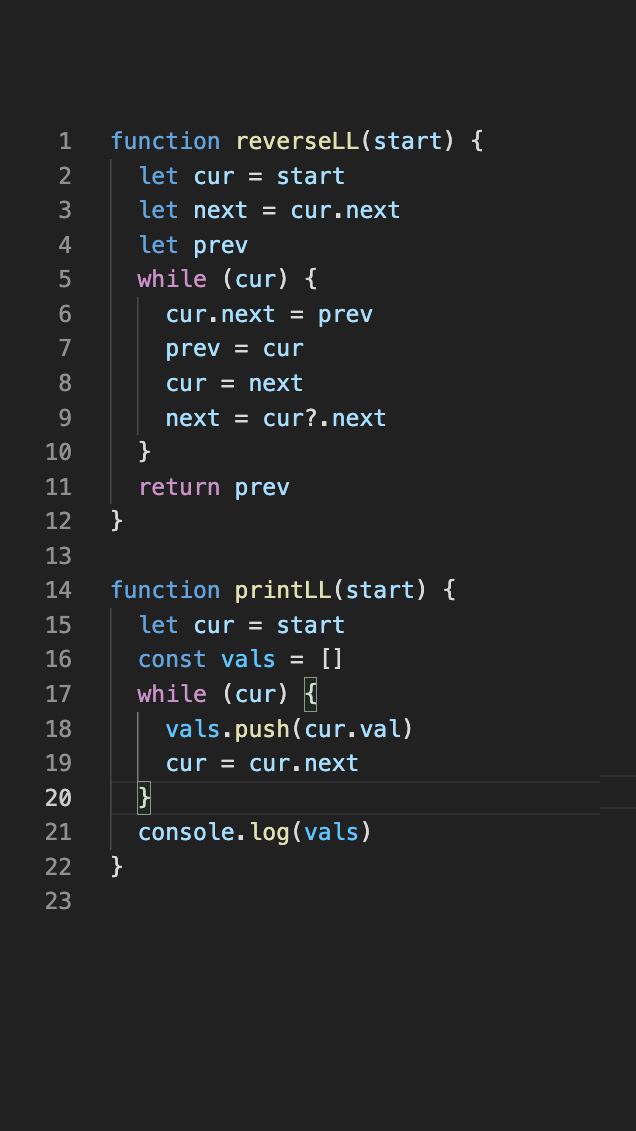 1 function reverseLL(start) {
2 let cur = start
3 let next = cur.next
4 let prev
5 while (cur) {
6 cur.next = prev
7 prev = cur
8 cur = next
9 next = cur?.next
10 }
11 return prev
12 }
13
14 function printLL(start) {
15 let cur = start
16 const vals = []
17 while (cur) {
18 vals.push(cur.val)
19 cur = cur.next
20 }
21 console.log(vals)
22 }
23